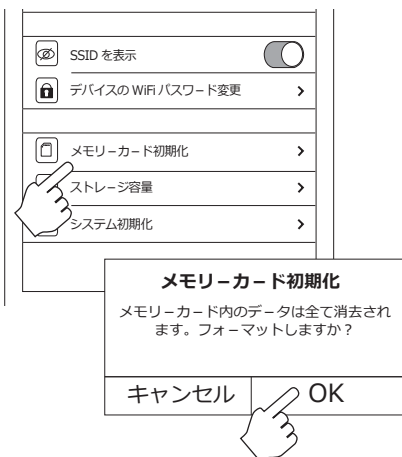 SSID を表示
デバイスの WiFi パスワード変更
メモリーカード初期化
ストレージ容量
システム初期化
メモリーカード初期化
メモリーカード内のデータは全て消去され
ます。フォーマットしますか？
キャンセル
OK